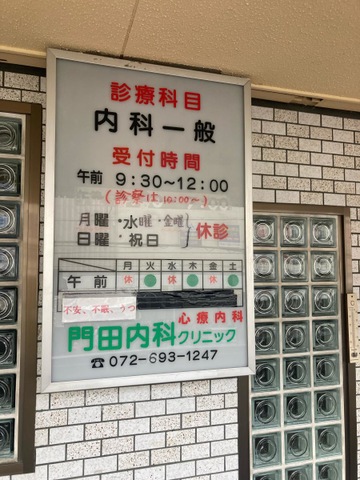 診療科目
内科一般
受付時間
午前 9:30~12:00
(診察は10:00~)
月曜・水曜・金曜
日曜・祝日
休診
月 火 水 木 金 土
午前 休 ● 休 ● 休 ●
不安、不眠、うつ
心療内科
門田内科クリニック
☎072-693-1247